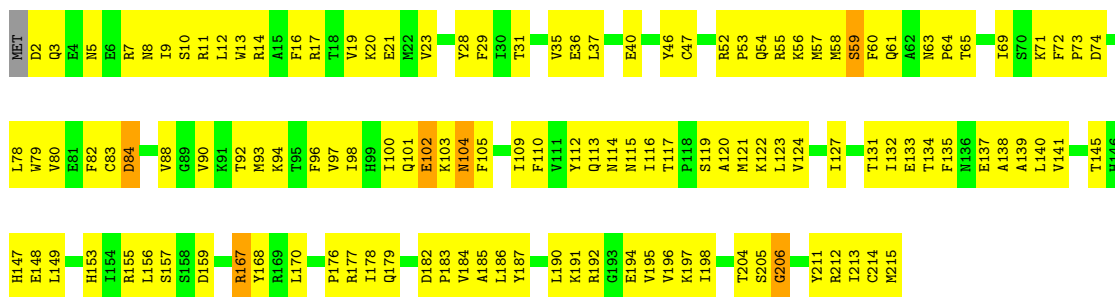 MET D2 Q3 E4 N5 E6 R7 N8 I9 S10 R11 L12 W13 R14 A15 F16 R17 T18 V19 K20 E21 M22 V23 Y28 F29 I30 T31 V35 E36 L37 E40 Y46 C47 R52 P53 Q54 R55 K56 M57 M58 S59 F60 Q61 A62 N63 P64 T65 I69 S70 K71 F72 P73 D74
L78 W79 V80 E81 F82 C83 D84 V88 G89 V90 K91 T92 M93 K94 T95 F96 V97 I98 H99 I100 Q101 E102 K103 N104 F105 I109 F110 V111 Y112 Q113 N114 N115 I116 T117 P118 S119 A120 M121 K122 L123 V124 I127 T131 I132 E133 T134 F135 N136 E137 A138 A139 L140 V141 T145 H146
H147 E148 L149 H153 I154 R155 L156 S157 S158 D159 R167 Y168 R169 L170 P176 R177 I178 Q179 D182 P183 V184 A185 L186 Y187 L190 K191 R192 G193 E194 V195 V196 K197 I198 T204 S205 G206 Y211 R212 I213 C214 M215